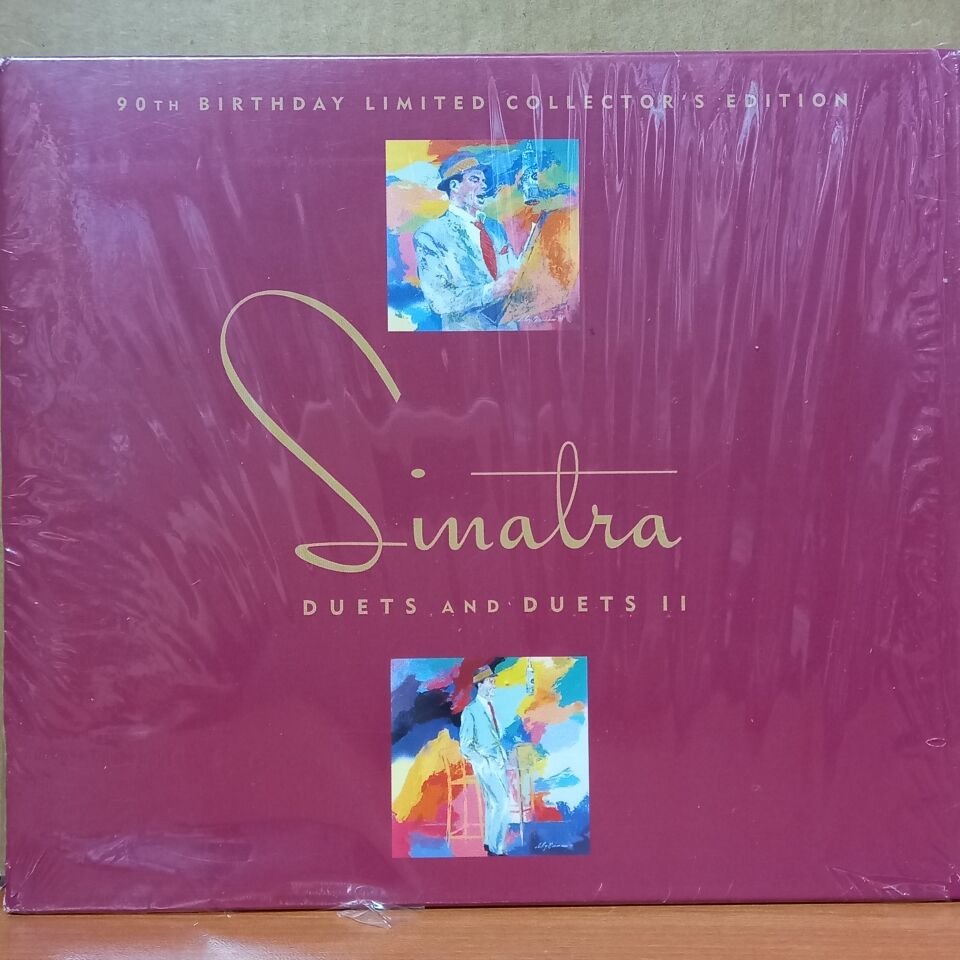 90TH BIRTHDAY LIMITED COLLECTOR'S EDITION
Sinatra
DUETS AND DUETS II